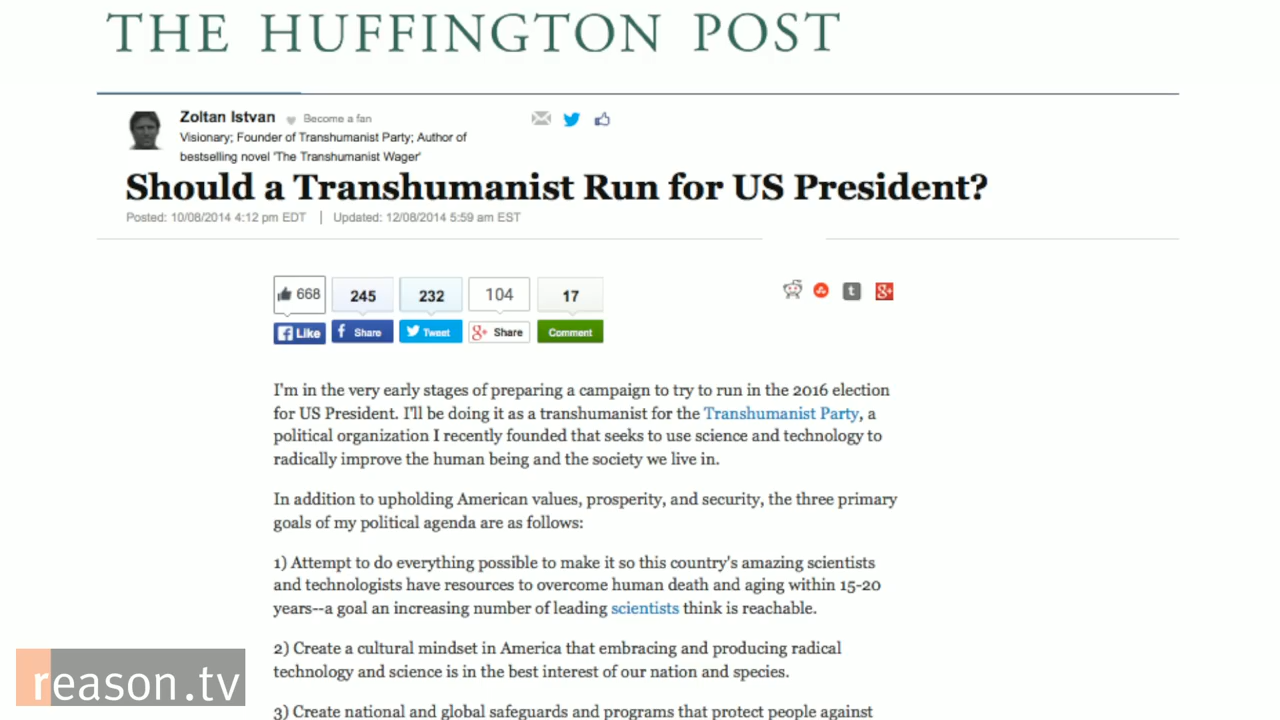 THE HUFFINGTON POST
Zoltan Istvan Become a fan
Visionary; Founder of Transhumanist Party; Author of
bestselling novel 'The Transhumanist Wager'
Should a Transhumanist Run for US President?
Posted: 10/08/2014 4:12 pm EDT | Updated: 12/08/2014 5:59 am EST
668 245 232 104 17
Like Share Tweet Share Comment
I'm in the very early stages of preparing a campaign to try to run in the 2016 election
for US President. I'll be doing it as a transhumanist for the Transhumanist Party, a
political organization I recently founded that seeks to use science and technology to
radically improve the human being and the society we live in.
In addition to upholding American values, prosperity, and security, the three primary
goals of my political agenda are as follows:
1) Attempt to do everything possible to make it so this country's amazing scientists
and technologists have resources to overcome human death and aging within 15-20
years--a goal an increasing number of leading scientists think is reachable.
2) Create a cultural mindset in America that embracing and producing radical
technology and science is in the best interest of our nation and species.
3) Create national and global safeguards and programs that protect people against
reason.tv